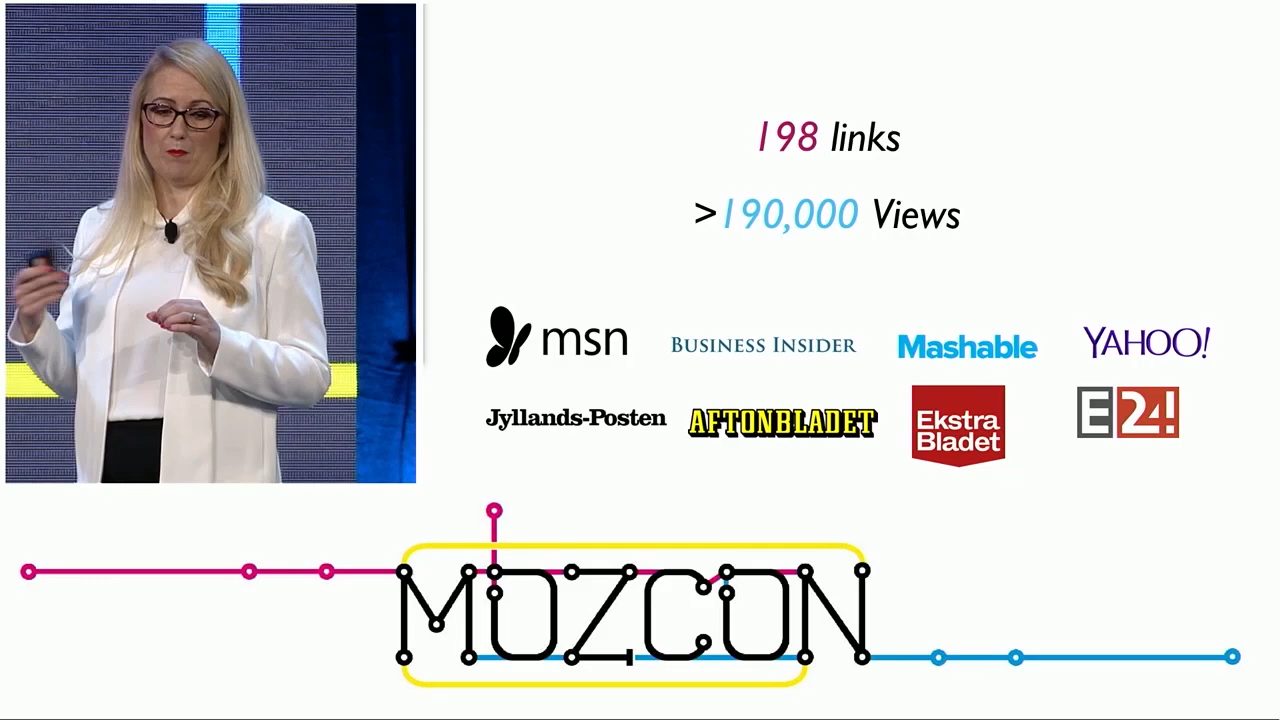 198 links
>190,000 Views
msn BUSINESS INSIDER Mashable YAHOO!
Jyllands-Posten AFTONBLADET Ekstra
Bladet E24!
MOZCON